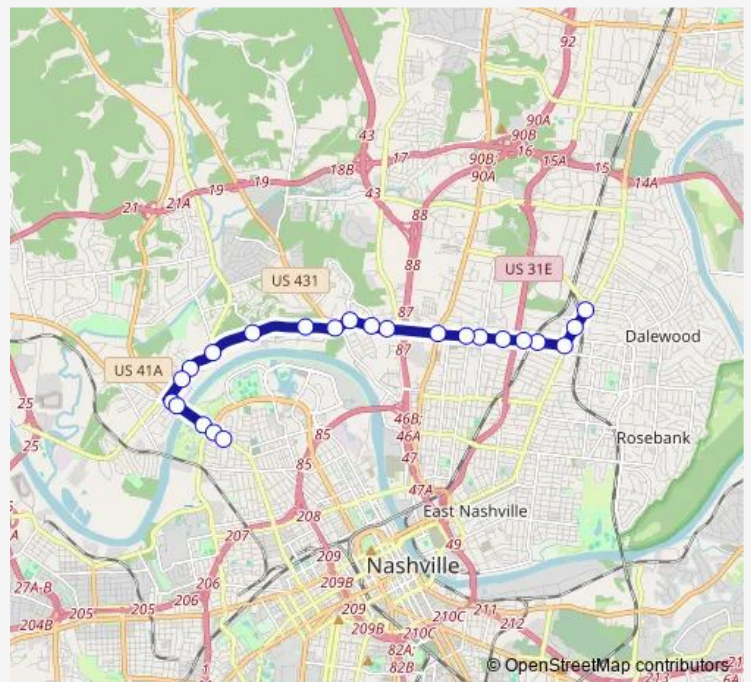 92
90A
90B
43
17
90B
16
15A
15
18B
90A
14A
19
19
21
21A
43
88
88
US 31E
US 431
87
Dalewood
87
US 41A
25
46B;
46A
Rosebank
85
25
47
85
47A
East Nashville
208
207
49
209
Nashville
27A-B
206
209B
205
205
206
209
210C
211
204B
209B
210C
212
82A;
82B
1
© OpenStreetMap contributors
213
21
6A